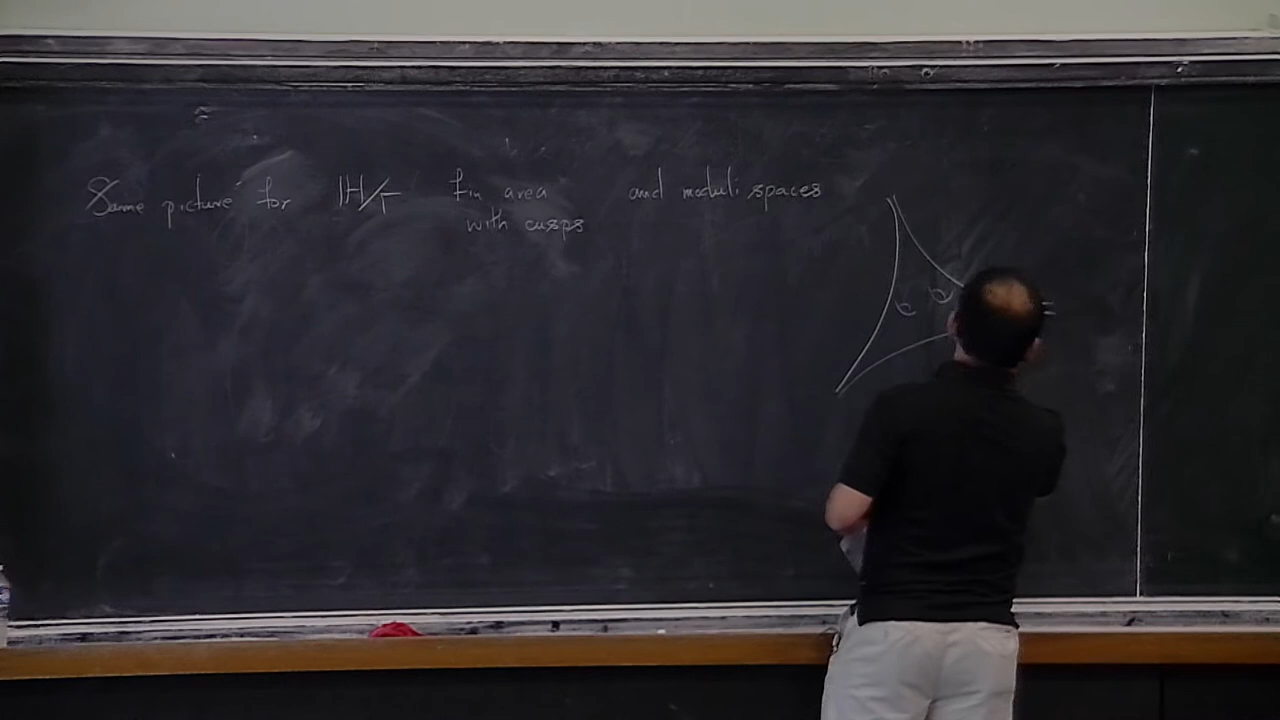 Same picture for ℍ/Γ fin area and moduli spaces
with cusps